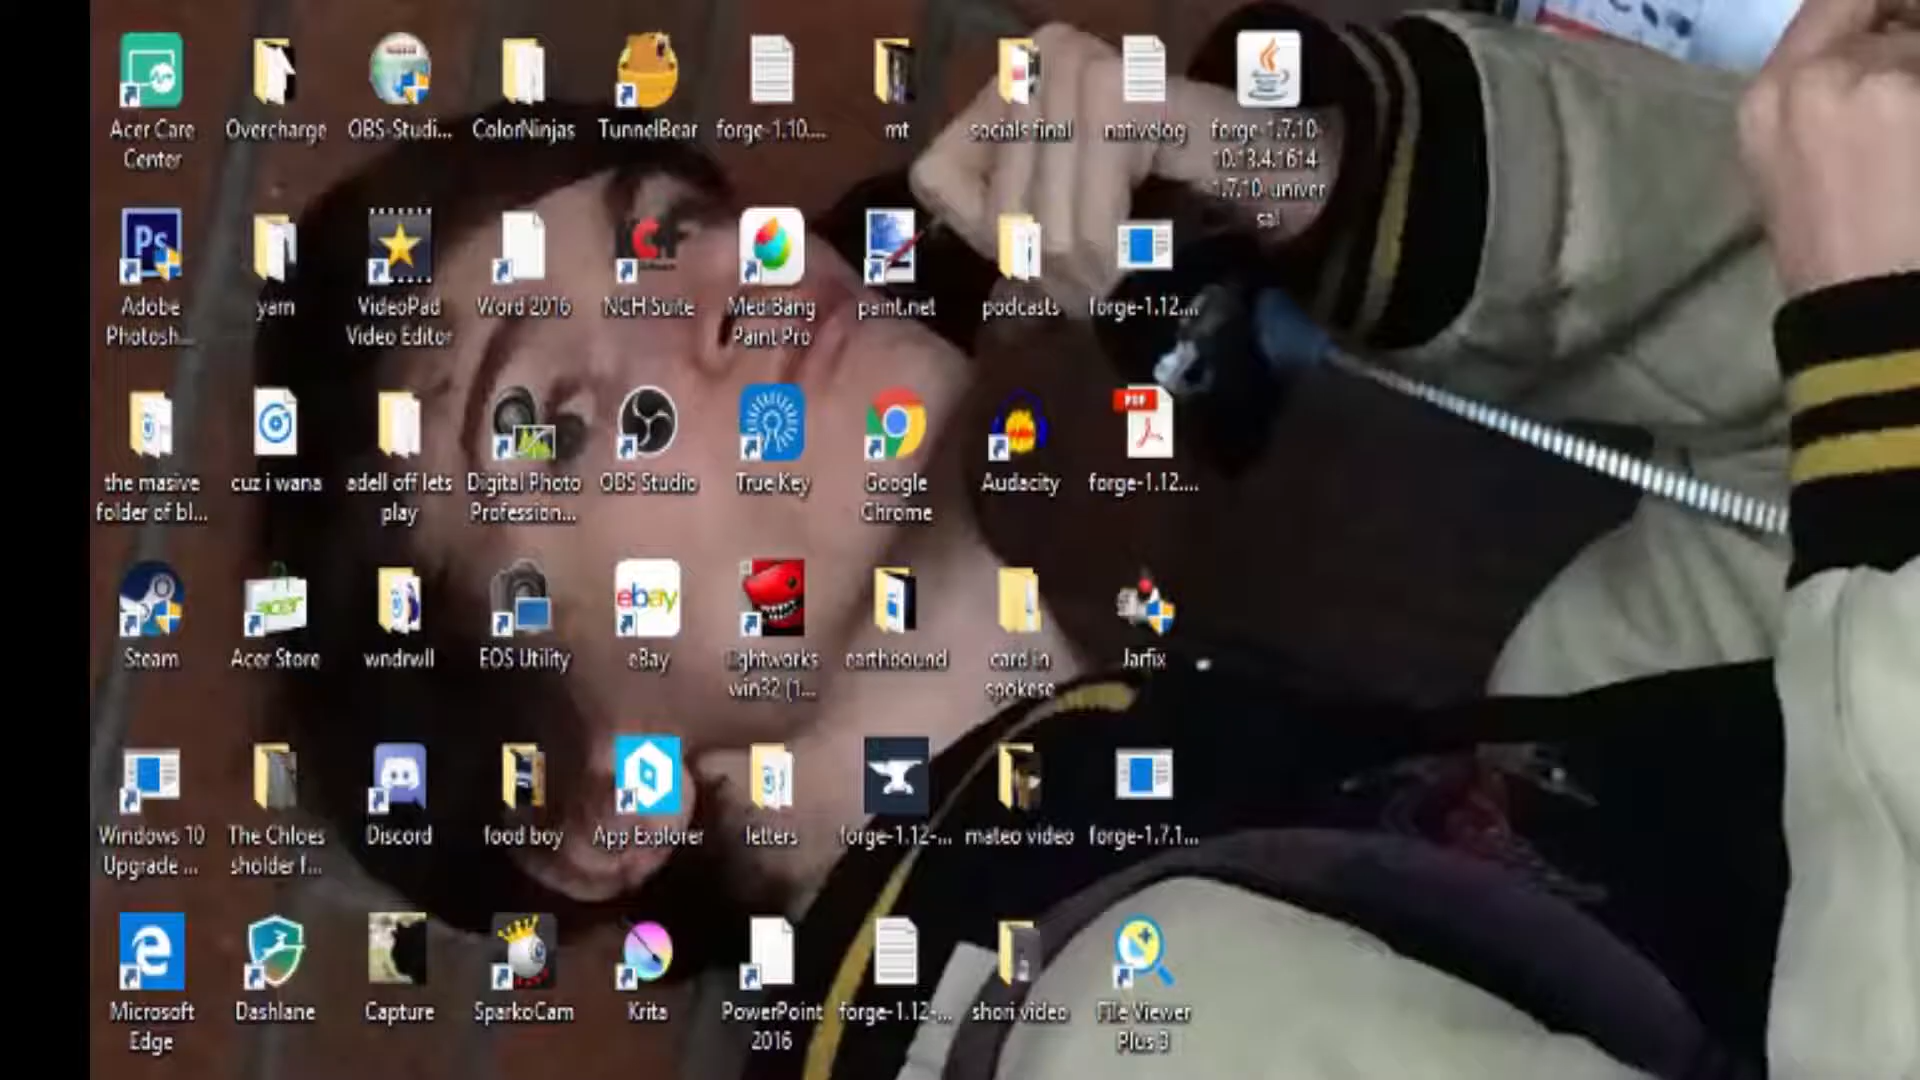 Acer Care
Center
Overcharge
OBS-Studi...
ColorNinjas
TunnelBear
forge-1.10....
mt
socials final
nativelog
forge-1.7.10-
10.13.4.1614
-1.7.10-univer
sal
Ps
Adobe
Photosh...
yarn
VideoPad
Video Editor
Word 2016
NCH Suite
MediBang
Paint Pro
paint.net
podcasts
forge-1.12....
the masive
folder of bl...
cuz i wana
adell off lets
play
Digital Photo
Profession...
OBS Studio
True Key
Google
Chrome
Audacity
PDF
forge-1.12....
Steam
acer
Acer Store
wndrwll
EOS Utility
ebay
eBay
lightworks
win32 (1...
earthbound
card in
spokese
Jarfix
Windows 10
Upgrade ...
The Chloes
sholder f...
Discord
food boy
App Explorer
letters
forge-1.12-...
mateo video
forge-1.7.1...
Microsoft
Edge
Dashlane
Capture
SparkoCam
Krita
PowerPoint
2016
forge-1.12-...
shori video
File Viewer
Plus 3